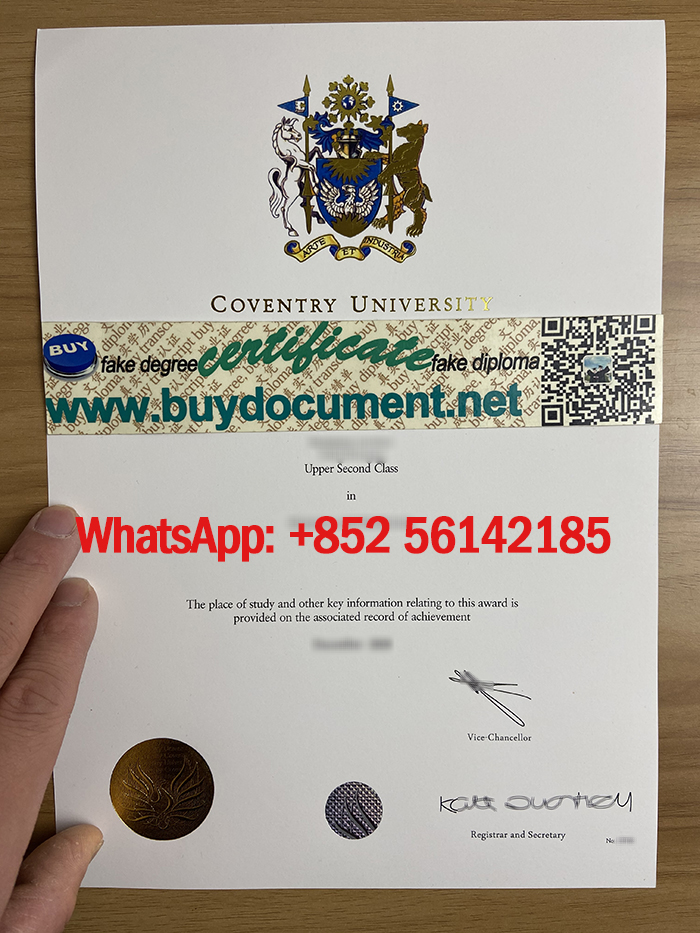 ARTE ET INDUSTRIA
COVENTRY UNIVERSITY
BUY fake degree certificate fake diploma
www.buydocument.net
Upper Second Class
in
WhatsApp: +852 56142185
The place of study and other key information relating to this award is
provided on the associated record of achievement
Vice-Chancellor
Registrar and Secretary
No